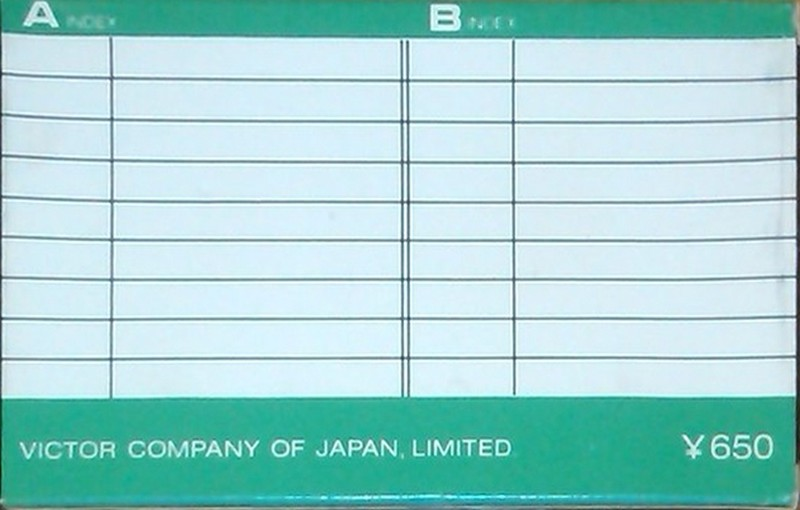 A INDEX B INDEX
VICTOR COMPANY OF JAPAN, LIMITED ¥650